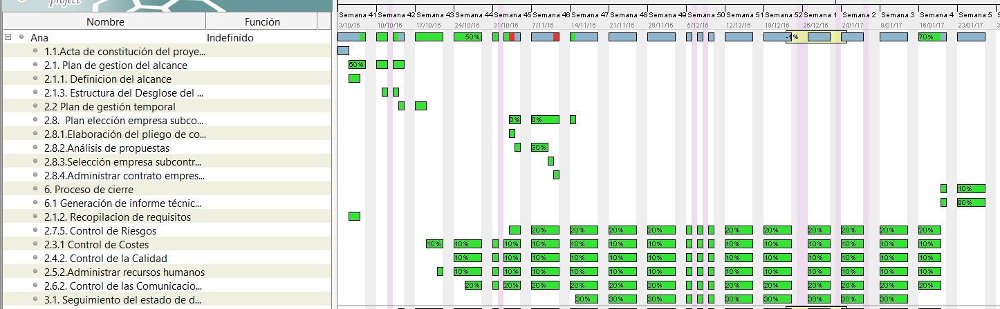 project
Semana 41 Semana 42 Semana 43 Semana 44 Semana 45 Semana 46 Semana 47 Semana 48 Semana 49 Semana 50 Semana 51 Semana 52 Semana 1 Semana 2 Semana 3 Semana 4 Semana 5
Nombre Función 3/10/16 10/10/16 17/10/16 24/10/16 31/10/16 7/11/16 14/11/16 21/11/16 28/11/16 5/12/16 12/12/16 19/12/16 26/12/16 2/01/17 9/01/17 16/01/17 23/01/17
Ana Indefinido 50% -1% 70%
1.1.Acta de constitución del proye...
2.1. Plan de gestion del alcance 50%
2.1.1. Definicion del alcance
2.1.3. Estructura del Desglose del ...
2.2 Plan de gestión temporal
2.8. Plan elección empresa subco... 0% 0%
2.8.1.Elaboración del pliego de co...
2.8.2.Análisis de propuestas 30%
2.8.3.Selección empresa subcontr...
2.8.4.Administrar contrato empres...
6. Proceso de cierre 10%
6.1 Generación de informe técnic... 90%
2.1.2. Recopilacion de requisitos
2.7.5. Control de Riesgos 20% 20% 20% 20% 20% 20% 20% 20% 20% 20%
2.3.1 Control de Costes 10% 10% 10% 10% 10% 10% 10% 10% 10% 10% 10% 10% 10%
2.4.2. Control de la Calidad 10% 10% 10% 10% 10% 10% 10% 10% 10% 10% 10% 10%
2.5.2.Administrar recursos humanos 10% 10% 10% 10% 10% 10% 10% 10% 10% 10% 10% 10%
2.6.2. Control de las Comunicacio... 20% 20% 20% 20% 20% 20% 20% 20% 20% 20% 20% 20%
3.1. Seguimiento del estado de d... 30% 30% 30% 30% 30% 30% 30% 30%